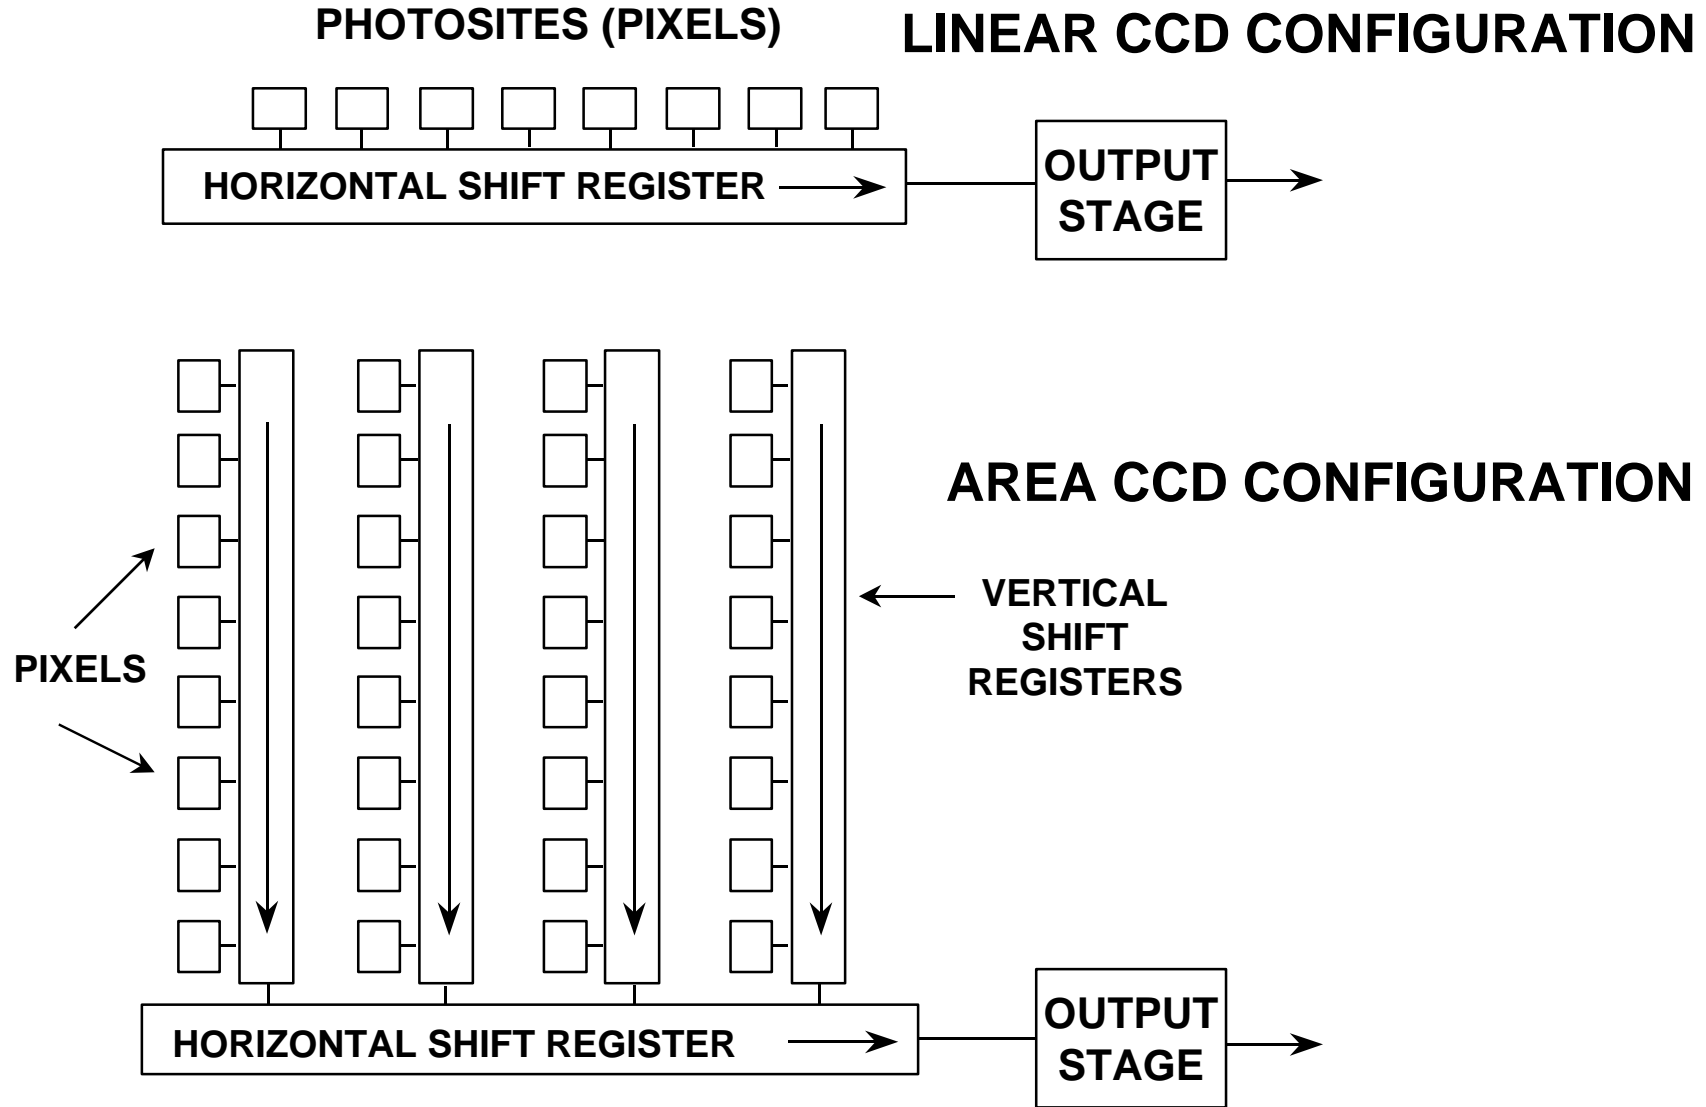 PHOTOSITES (PIXELS)
LINEAR CCD CONFIGURATION
HORIZONTAL SHIFT REGISTER
OUTPUT
STAGE
AREA CCD CONFIGURATION
PIXELS
VERTICAL
SHIFT
REGISTERS
HORIZONTAL SHIFT REGISTER
OUTPUT
STAGE